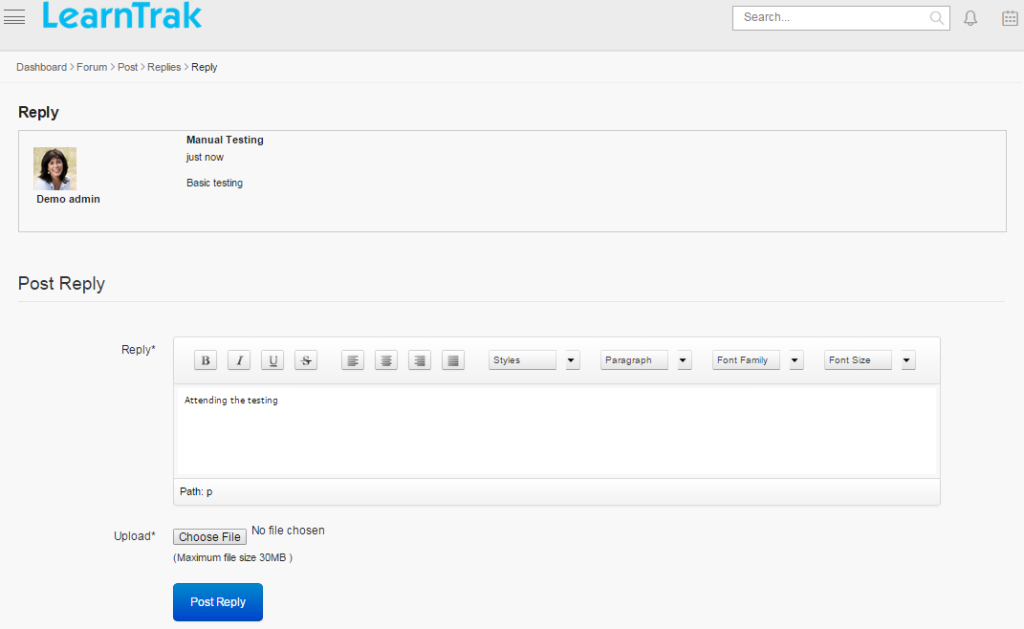 LearnTrak
Search...
Dashboard > Forum > Post > Replies > Reply
Reply
Manual Testing
just now
Basic testing
Demo admin
Post Reply
Reply*
B I U S Styles Paragraph Font Family Font Size
Attending the testing
Path: p
Upload* Choose File No file chosen
(Maximum file size 30MB )
Post Reply